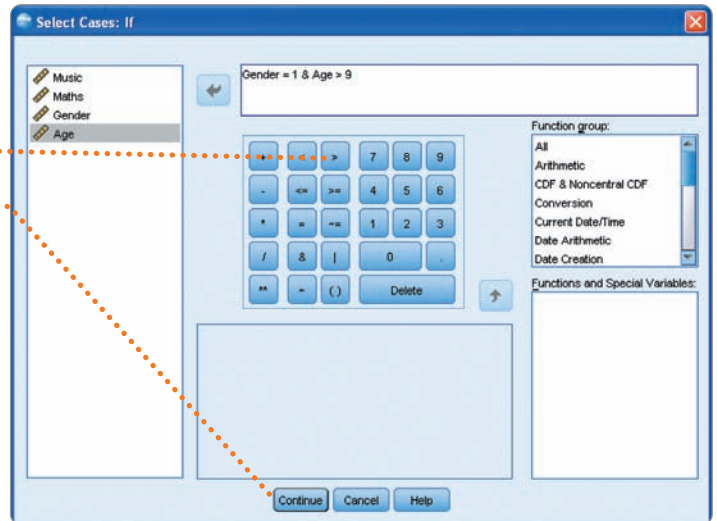 Select Cases: If
Music
Maths
Gender
Age
Gender = 1 & Age > 9
+ < > 7 8 9
- <= >= 4 5 6
* = ~= 1 2 3
/ & | 0 .
** ~ ( ) Delete
Function group:
All
Arithmetic
CDF & Noncentral CDF
Conversion
Current Date/Time
Date Arithmetic
Date Creation
Functions and Special Variables:
Continue Cancel Help